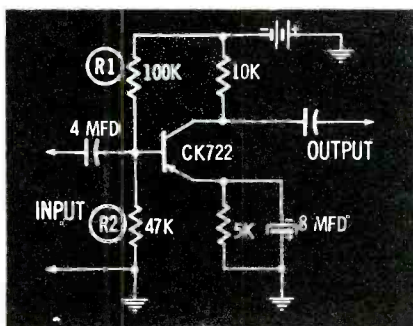 R1
100K
10K
4 MFD
CK722
OUTPUT
INPUT
R2
47K
5K
8 MFD